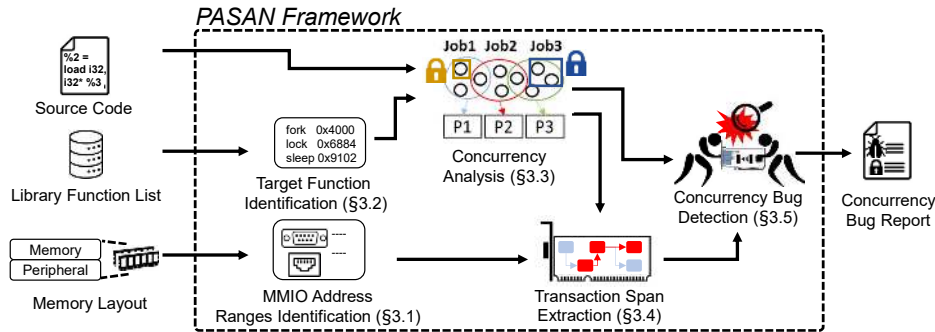 PASAN Framework
%2 =
load i32,
i32* %3 ,
Source Code
Library Function List
Memory
Peripheral
Memory Layout
fork 0x4000
lock 0x6884
sleep 0x9102
Target Function
Identification (§3.2)
MMIO Address
Ranges Identification (§3.1)
Job1 Job2 Job3
P1 P2 P3
Concurrency
Analysis (§3.3)
Transaction Span
Extraction (§3.4)
Concurrency Bug
Detection (§3.5)
Concurrency
Bug Report